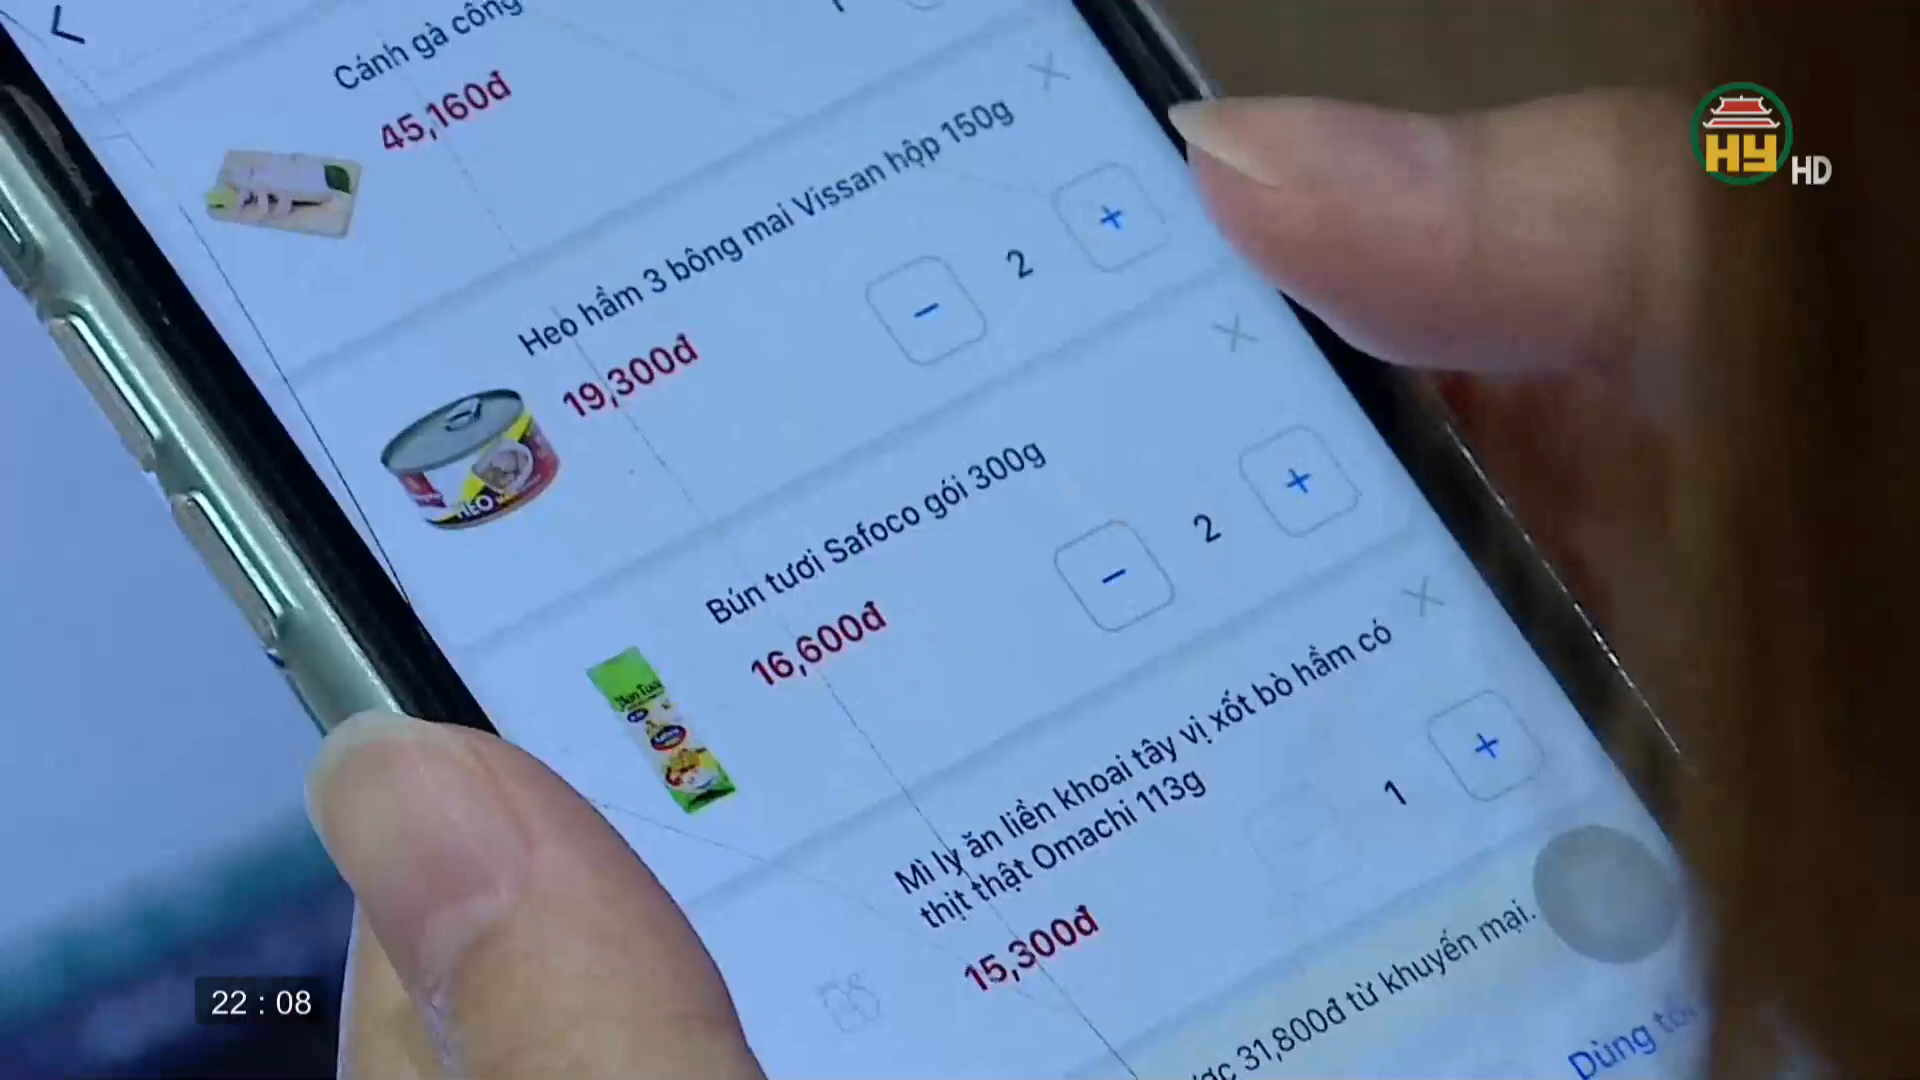 Cánh gà công
45,160đ
Heo hầm 3 bông mai Vissan hộp 150g
19,300đ
2
HEO
Bún tươi Safoco gói 300g
16,600đ
2
Mì ly ăn liền khoai tây vị xốt bò hầm có
thịt thật Omachi 113g
15,300đ
1
31,800đ từ khuyến mại.
Dùng
HY HD
22 : 08